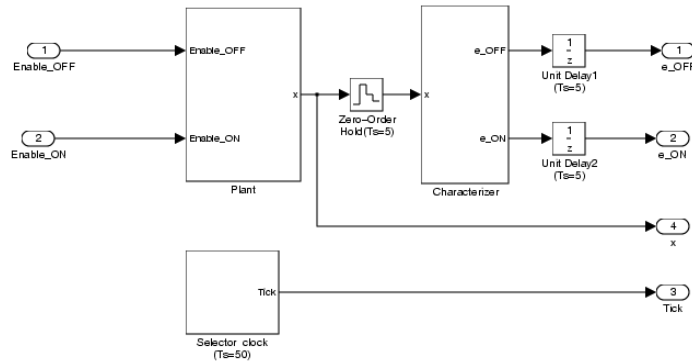 1
Enable_OFF
2
Enable_ON
Enable_OFF
Enable_ON
x
Plant
Zero-Order
Hold(Ts=5)
x
e_OFF
e_ON
Characterizer
1
z
Unit Delay1
(Ts=5)
1
z
Unit Delay2
(Ts=5)
1
e_OFF
2
e_ON
4
x
Tick
Selector clock
(Ts=50)
3
Tick